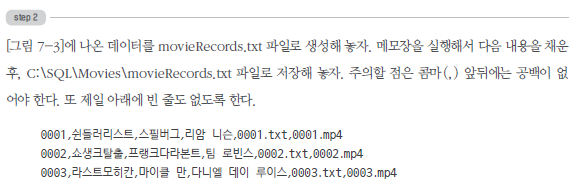 step 2
[그림 7-3]에 나온 데이터를 movieRecords.txt 파일로 생성해 놓자. 메모장을 실행해서 다음 내용을 채운
후, C:\SQL\Movies\movieRecords.txt 파일로 저장해 놓자. 주의할 점은 콤마(,) 앞뒤에는 공백이 없
어야 한다. 또 제일 아래에 빈 줄도 없도록 한다.
0001,쉰들러리스트,스필버그,리암 니슨,0001.txt,0001.mp4
0002,쇼생크탈출,프랭크다라본트,팀 로빈스,0002.txt,0002.mp4
0003,라스트모히칸,마이클 만,다니엘 데이 루이스,0003.txt,0003.mp4